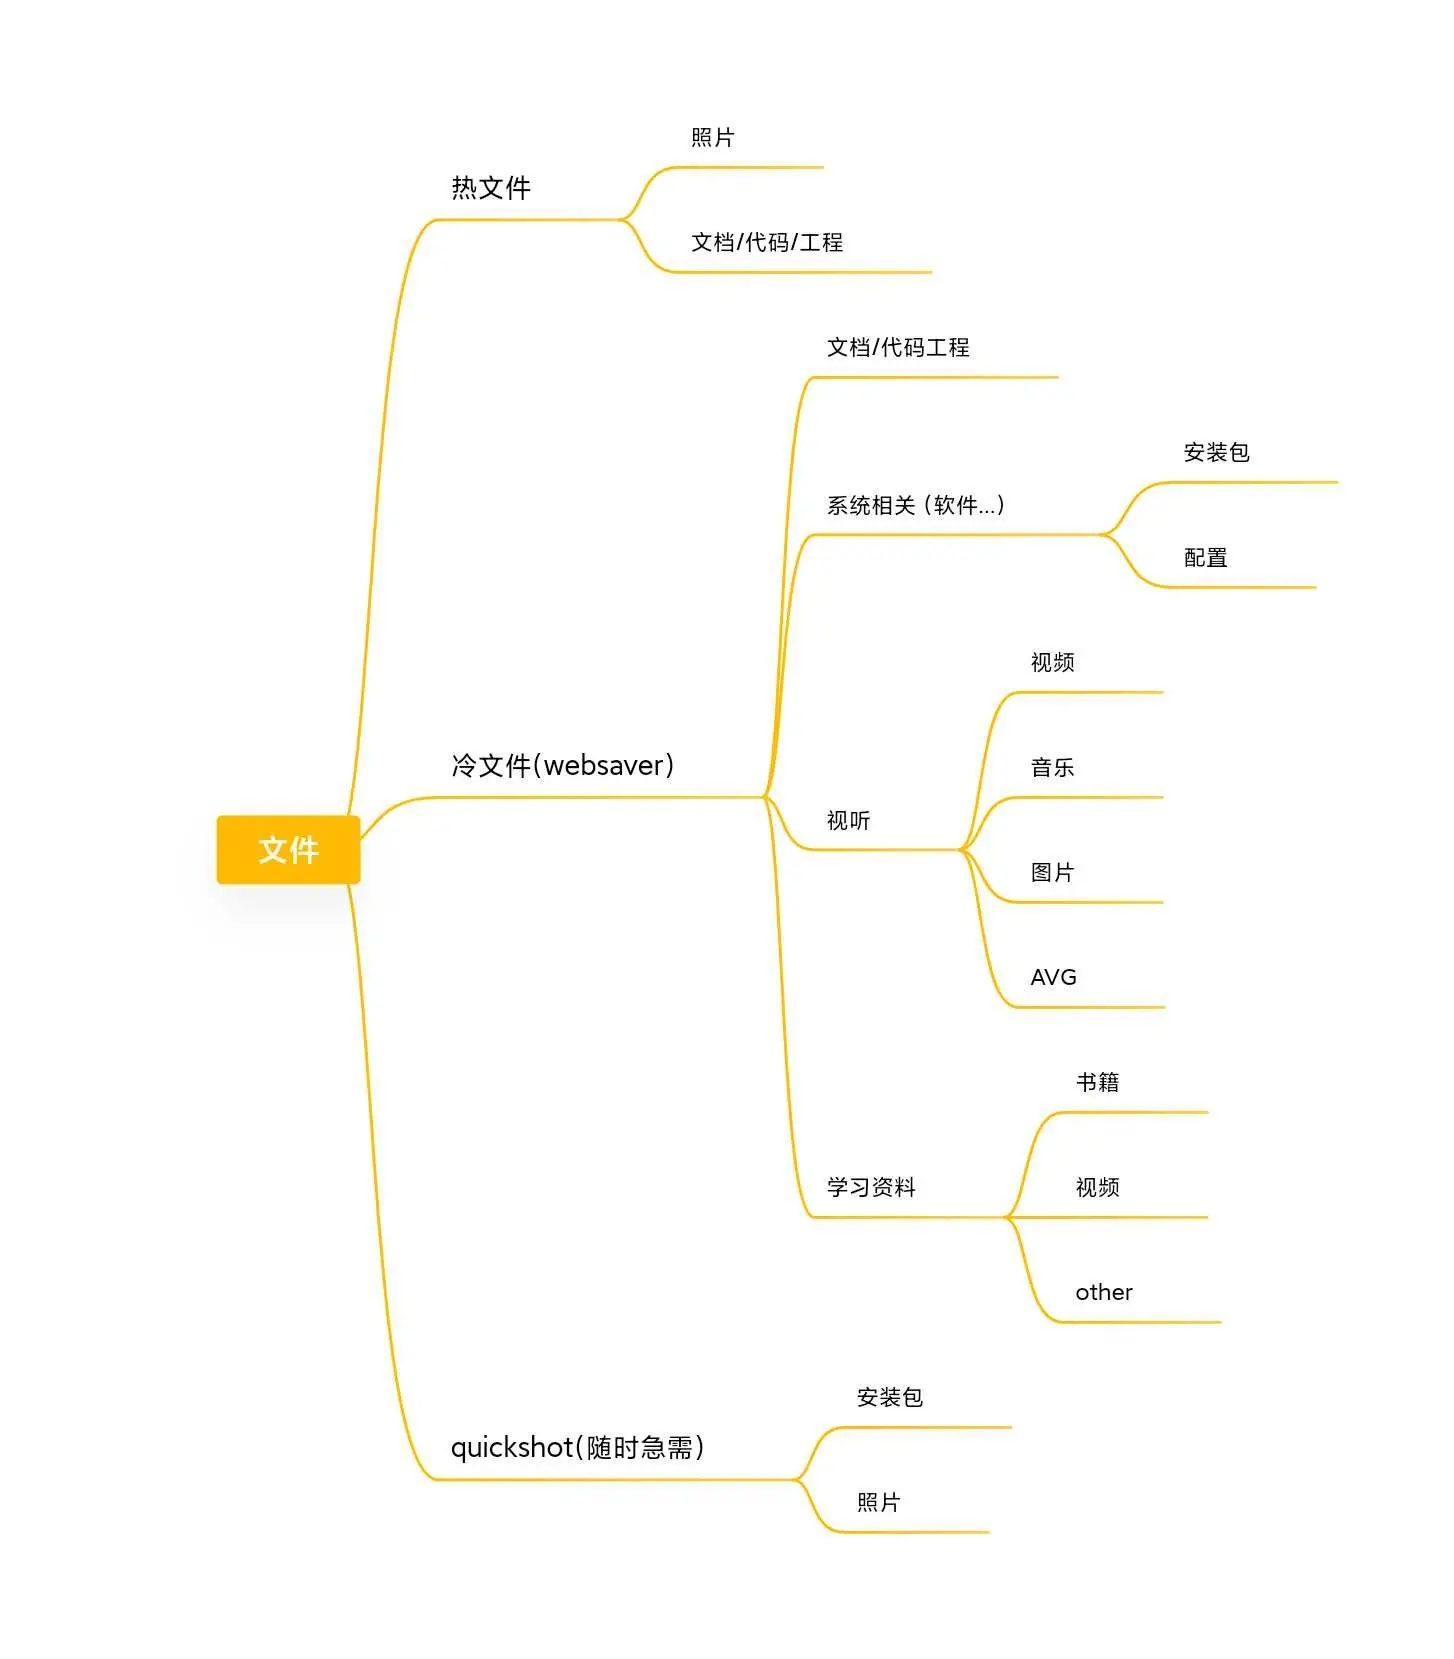 照片
热文件
文档/代码/工程
文档/代码工程
安装包
系统相关 (软件...)
配置
视频
冷文件(websaver)
音乐
视听
文件
图片
AVG
书籍
学习资料
视频
other
安装包
quickshot(随时急需)
照片